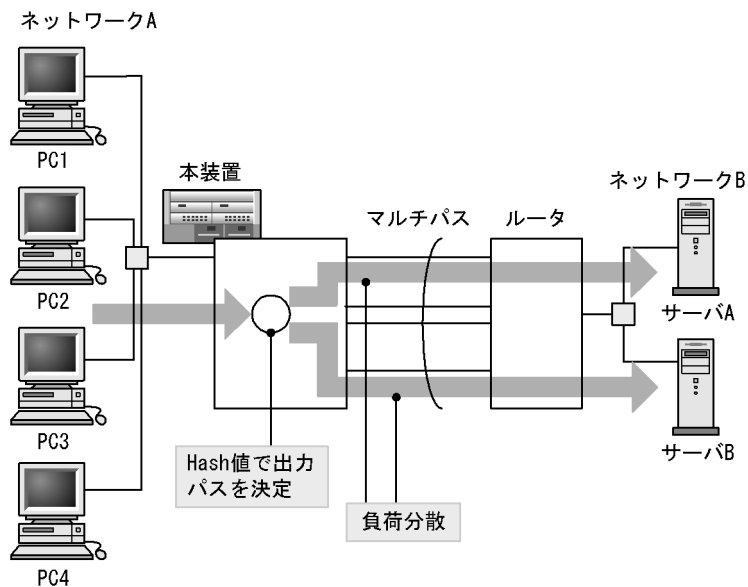 ネットワークA
PC1
本装置
マルチパス
ルータ
ネットワークB
PC2
サーバA
PC3
Hash値で出力
パスを決定
サーバB
負荷分散
PC4